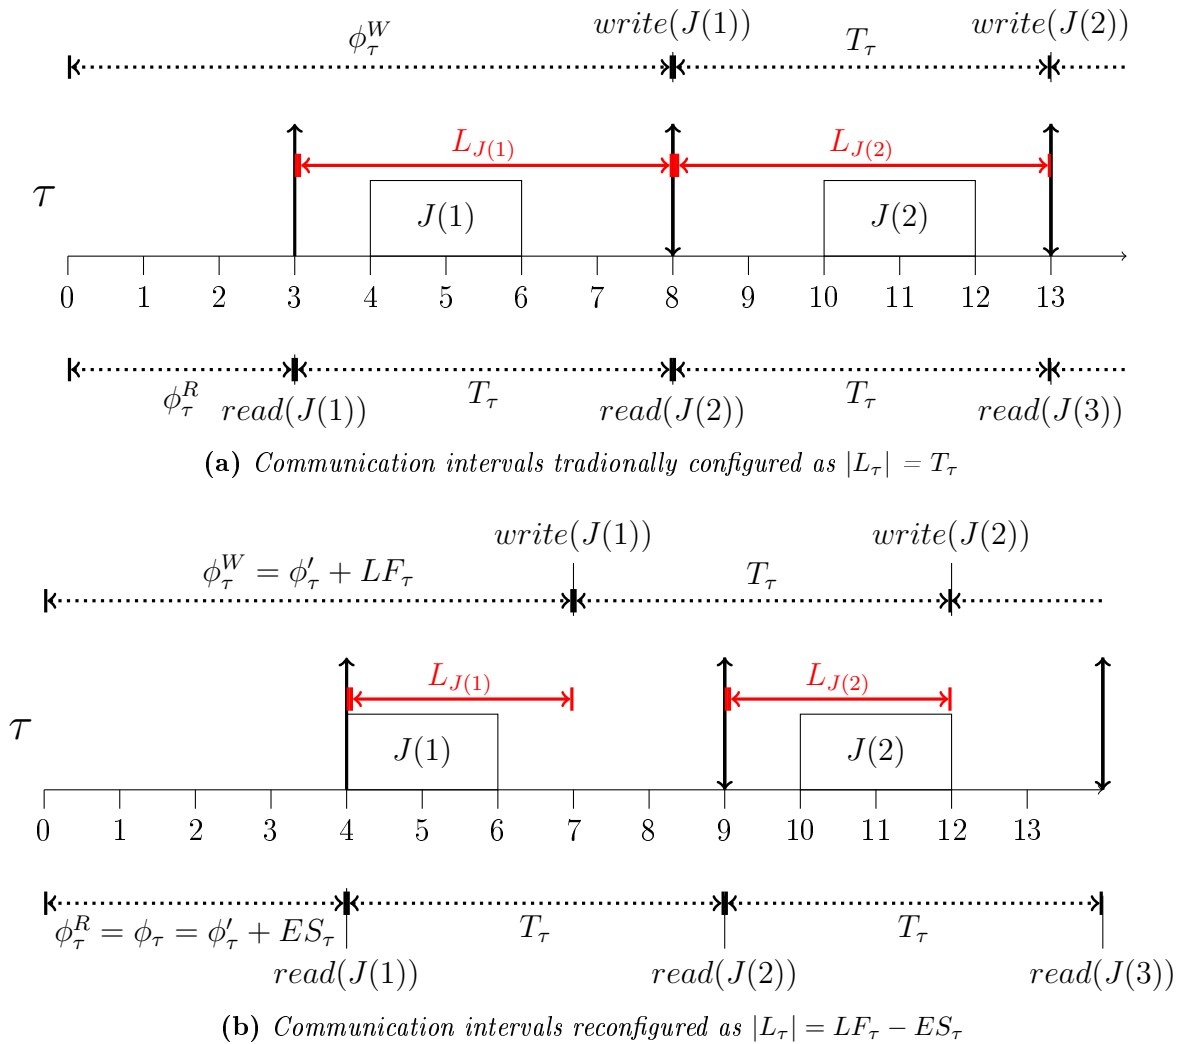 write(J(1)) write(J(2))
ϕ_τ^W T_τ
L_{J(1)} L_{J(2)}
τ
J(1) J(2)
0 1 2 3 4 5 6 7 8 9 10 11 12 13
ϕ_τ^R T_τ T_τ
read(J(1)) read(J(2)) read(J(3))
(a) Communication intervals tradionally configured as |L_τ| = T_τ
write(J(1)) write(J(2))
ϕ_τ^W = ϕ'_τ + LF_τ T_τ
L_{J(1)} L_{J(2)}
τ
J(1) J(2)
0 1 2 3 4 5 6 7 8 9 10 11 12 13
ϕ_τ^R = ϕ_τ = ϕ'_τ + ES_τ T_τ T_τ
read(J(1)) read(J(2)) read(J(3))
(b) Communication intervals reconfigured as |L_τ| = LF_τ − ES_τ